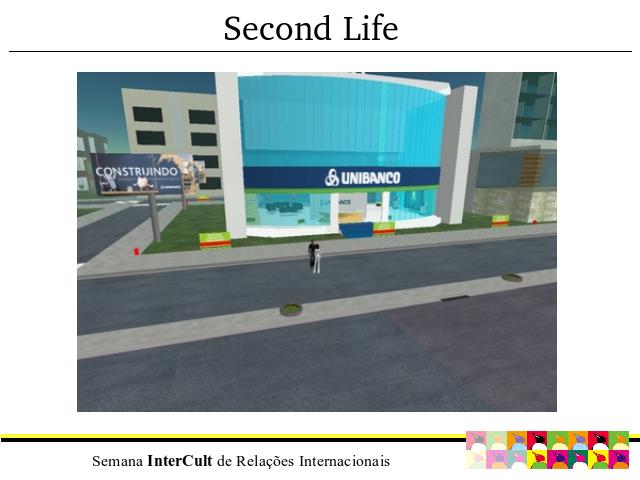 Second Life
CONSTRUINDO
UNIBANCO
Semana InterCult de Relações Internacionais